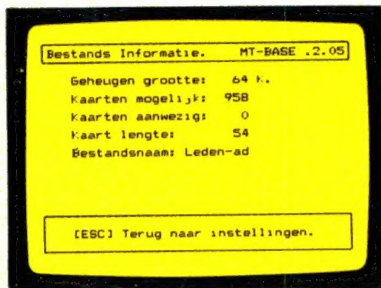 Bestands Informatie. MT-BASE .2.05
Geheugen grootte: 64 K.
Kaarten mogelijk: 958
Kaarten aanwezig: 0
Kaart lengte: 54
Bestandsnaam: Leden-ad
[ESC] Terug naar instellingen.